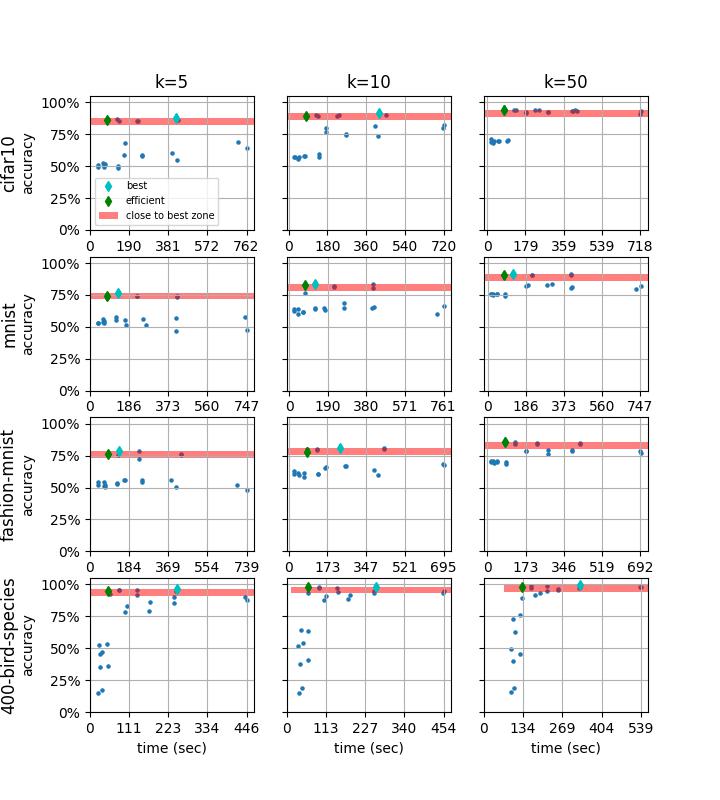 k=5 k=10 k=50
cifar10
accuracy
100%
75%
50%
25%
0%
best
efficient
close to best zone
0 190 381 572 762
0 180 360 540 720
0 179 359 539 718
mnist
accuracy
100%
75%
50%
25%
0%
0 186 373 560 747
0 190 380 571 761
0 186 373 560 747
fashion-mnist
accuracy
100%
75%
50%
25%
0%
0 184 369 554 739
0 173 347 521 695
0 173 346 519 692
400-bird-species
accuracy
100%
75%
50%
25%
0%
0 111 223 334 446
0 113 227 340 454
0 134 269 404 539
time (sec) time (sec) time (sec)